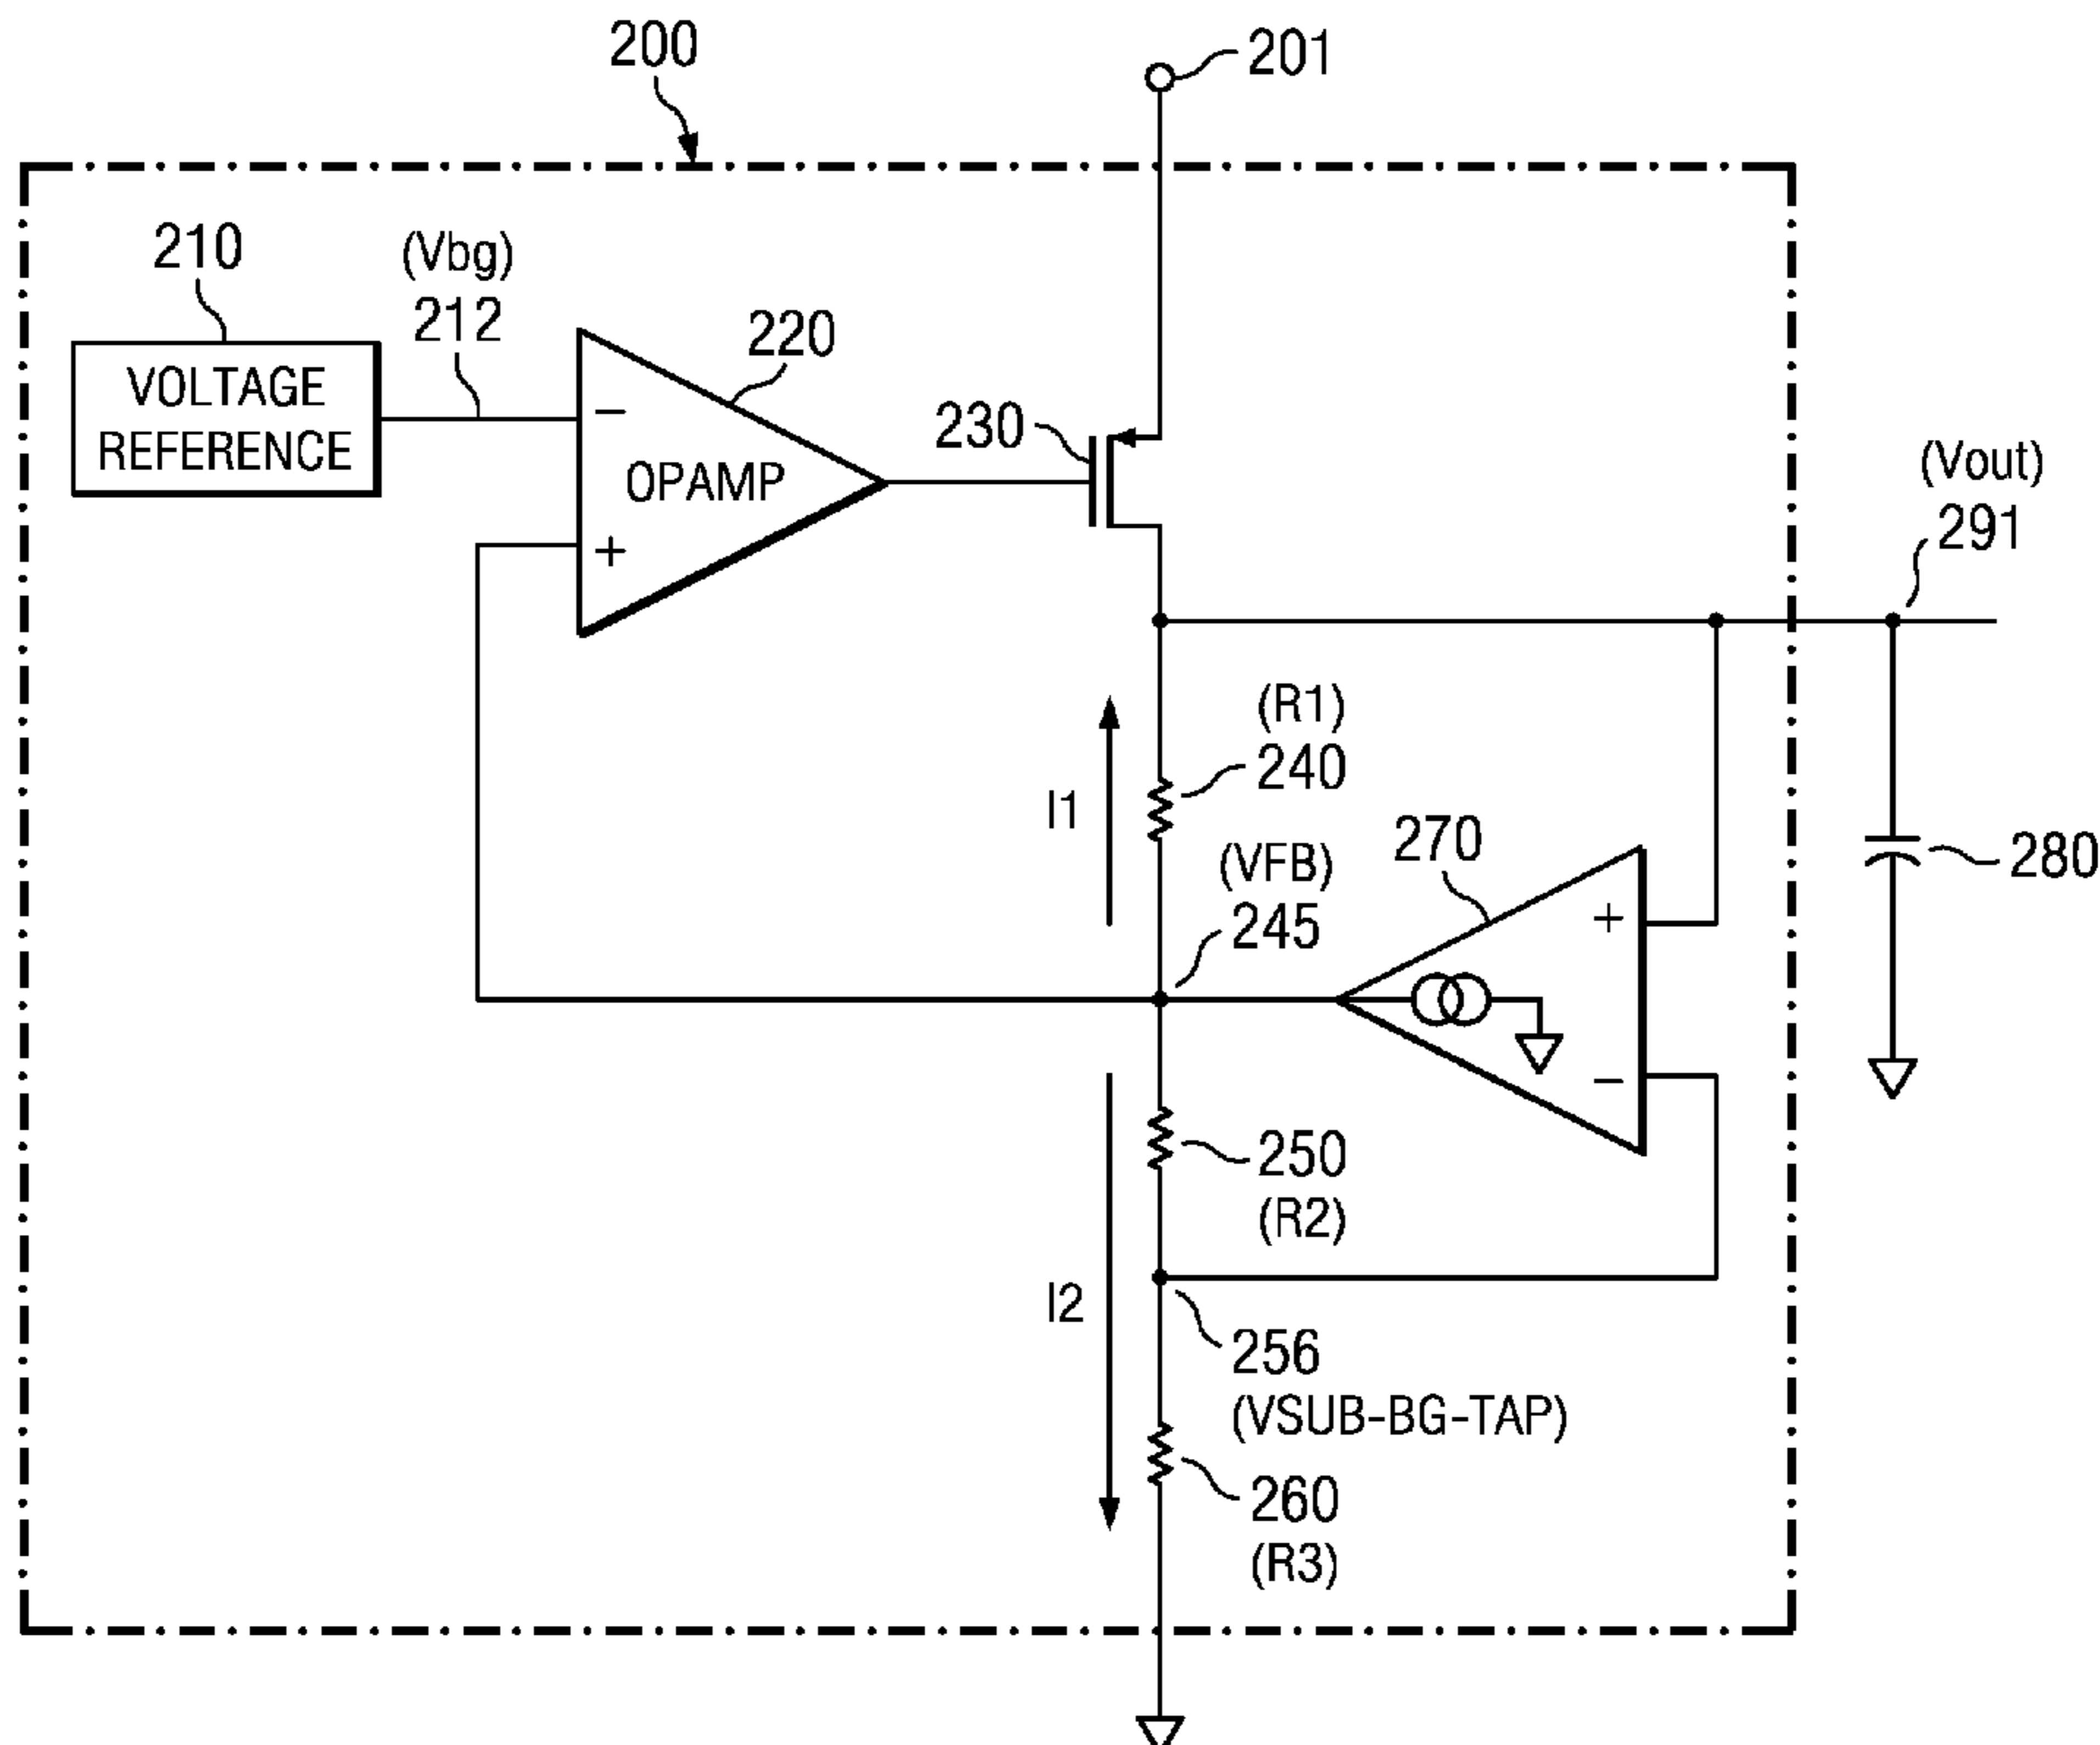 200
201
210
(Vbg)
212
VOLTAGE
REFERENCE
220
−
OPAMP
+
230
(Vout)
291
(R1)
240
I1
(VFB)
245
270
+
−
280
250
(R2)
I2
256
(VSUB-BG-TAP)
260
(R3)